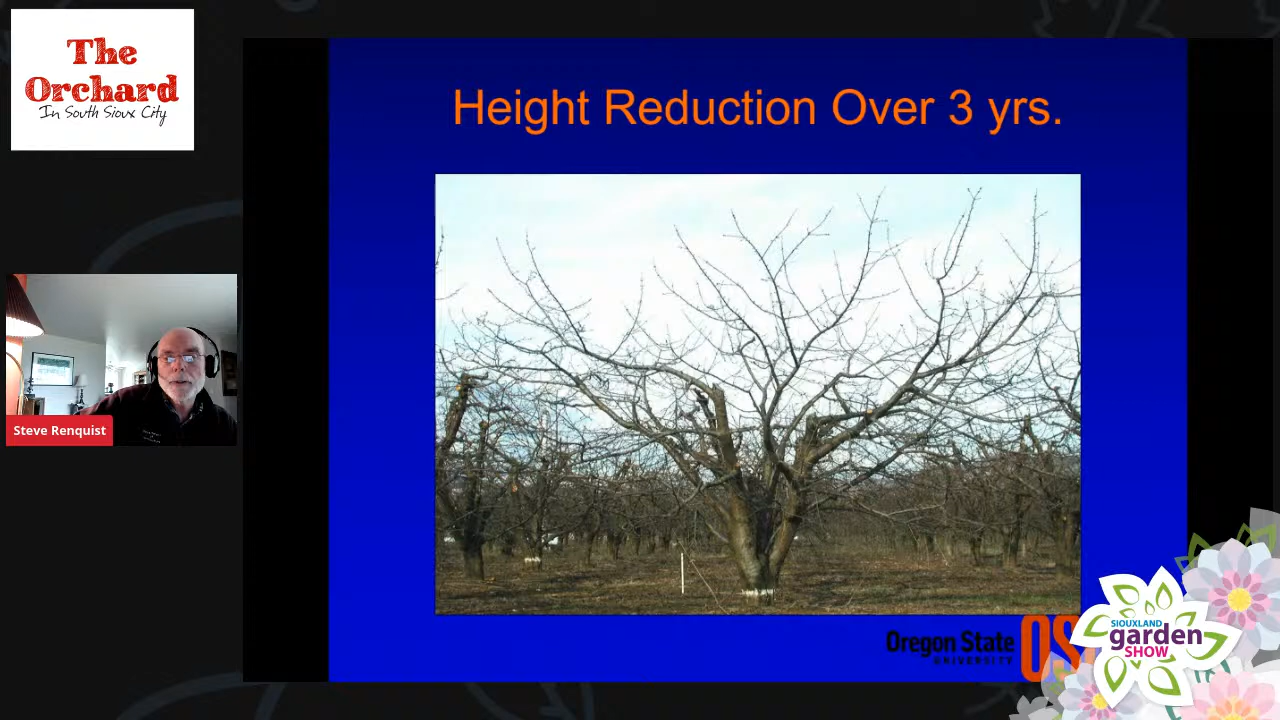 The
Orchard
In South Sioux City
Height Reduction Over 3 yrs.
Steve Renquist
Oregon State
UNIVERSITY
OS
SIOUXLAND
garden
SHOW